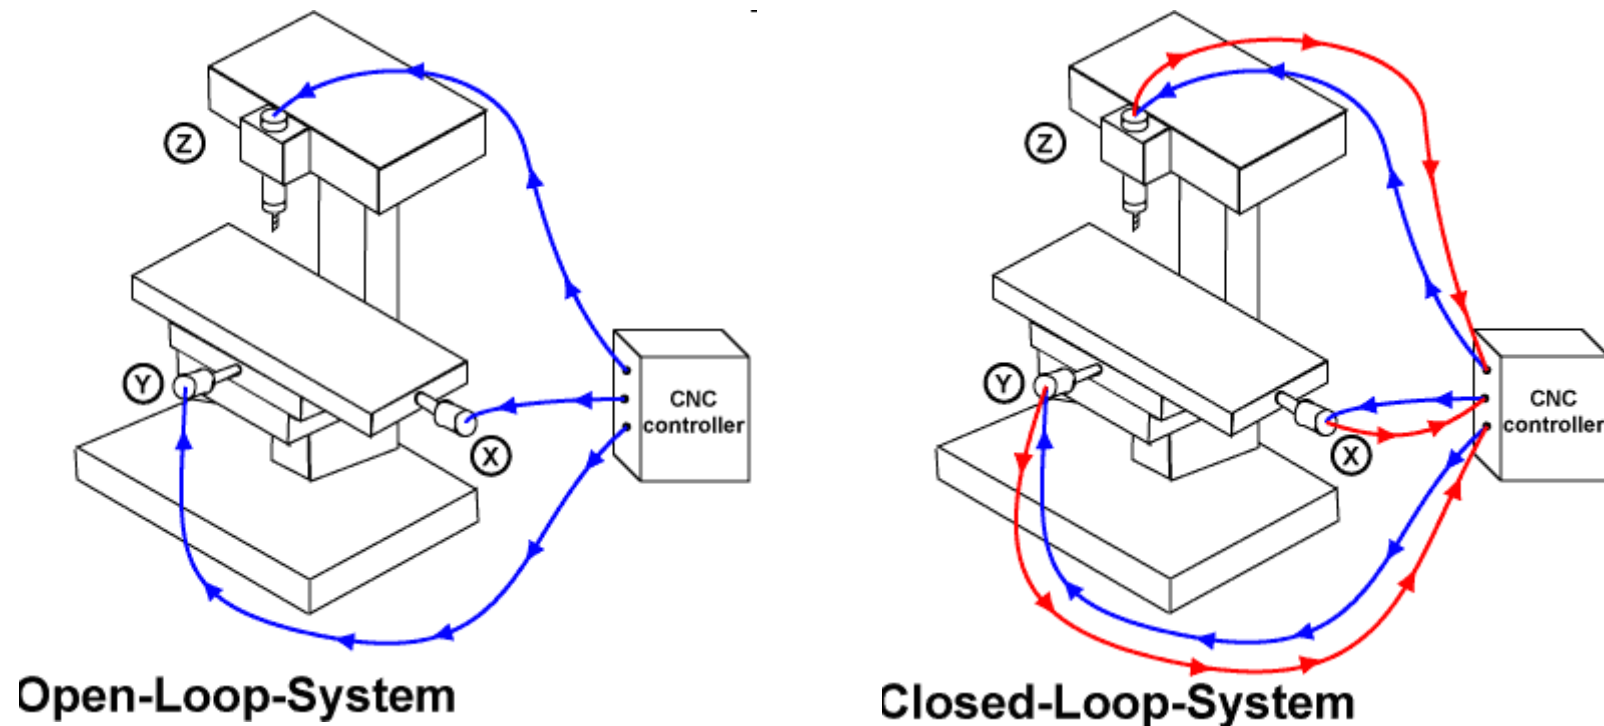 Z
Y
X
CNC
controller
Open-Loop-System
Z
Y
X
CNC
controller
Closed-Loop-System